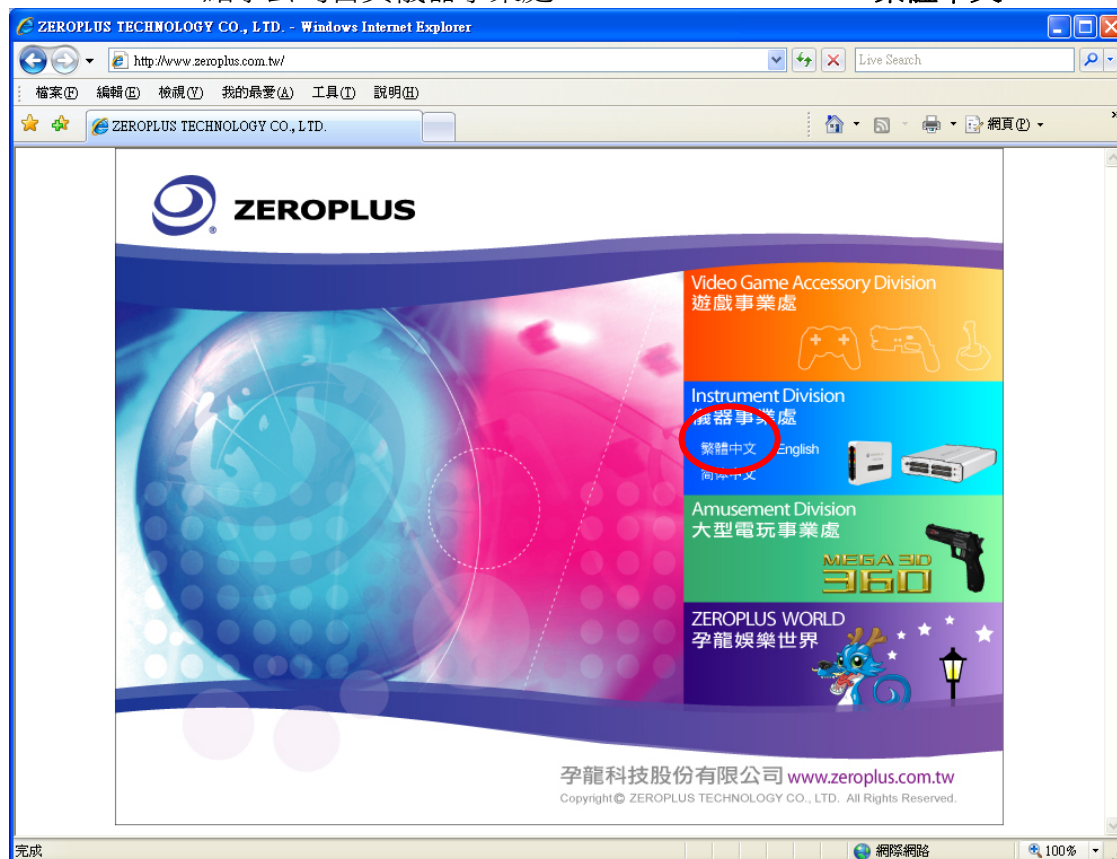 ZEROPLUS TECHNOLOGY CO., LTD. - Windows Internet Explorer
http://www.zeroplus.com.tw/
Live Search
檔案(F) 編輯(E) 檢視(V) 我的最愛(A) 工具(T) 說明(H)
ZEROPLUS TECHNOLOGY CO., LTD.
網頁(P)
ZEROPLUS
Video Game Accessory Division
遊戲事業處
Instrument Division
儀器事業處
繁體中文 English
简体中文
Amusement Division
大型電玩事業處
MEGA 3D
360
ZEROPLUS WORLD
孕龍娛樂世界
孕龍科技股份有限公司 www.zeroplus.com.tw
Copyright© ZEROPLUS TECHNOLOGY CO., LTD. All Rights Reserved.
完成
網際網路
100%